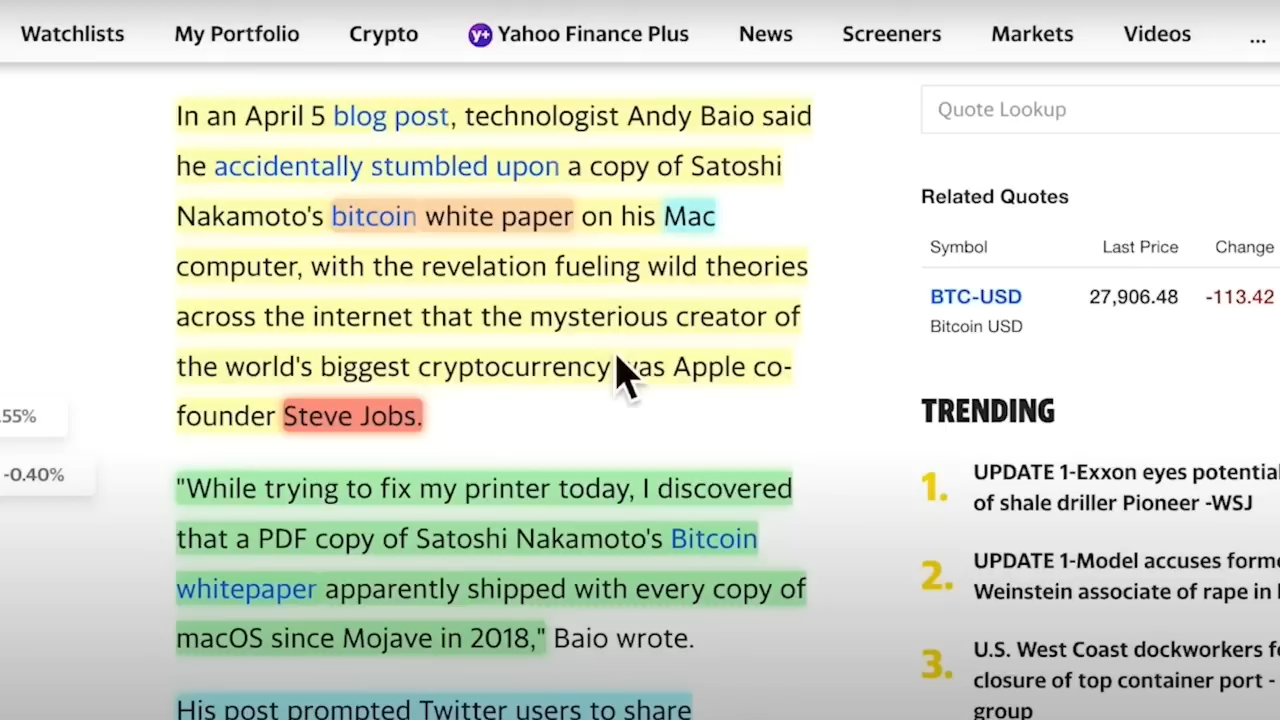 Watchlists My Portfolio Crypto y+ Yahoo Finance Plus News Screeners Markets Videos ...
In an April 5 blog post, technologist Andy Baio said
he accidentally stumbled upon a copy of Satoshi
Nakamoto's bitcoin white paper on his Mac
computer, with the revelation fueling wild theories
across the internet that the mysterious creator of
the world's biggest cryptocurrency was Apple co-
founder Steve Jobs.
"While trying to fix my printer today, I discovered
that a PDF copy of Satoshi Nakamoto's Bitcoin
whitepaper apparently shipped with every copy of
macOS since Mojave in 2018," Baio wrote.
His post prompted Twitter users to share
.55%
-0.40%
Quote Lookup
Related Quotes
Symbol Last Price Change
BTC-USD 27,906.48 -113.42
Bitcoin USD
TRENDING
1. UPDATE 1-Exxon eyes potential
of shale driller Pioneer -WSJ
2. UPDATE 1-Model accuses forme
Weinstein associate of rape in
3. U.S. West Coast dockworkers
closure of top container port -
group